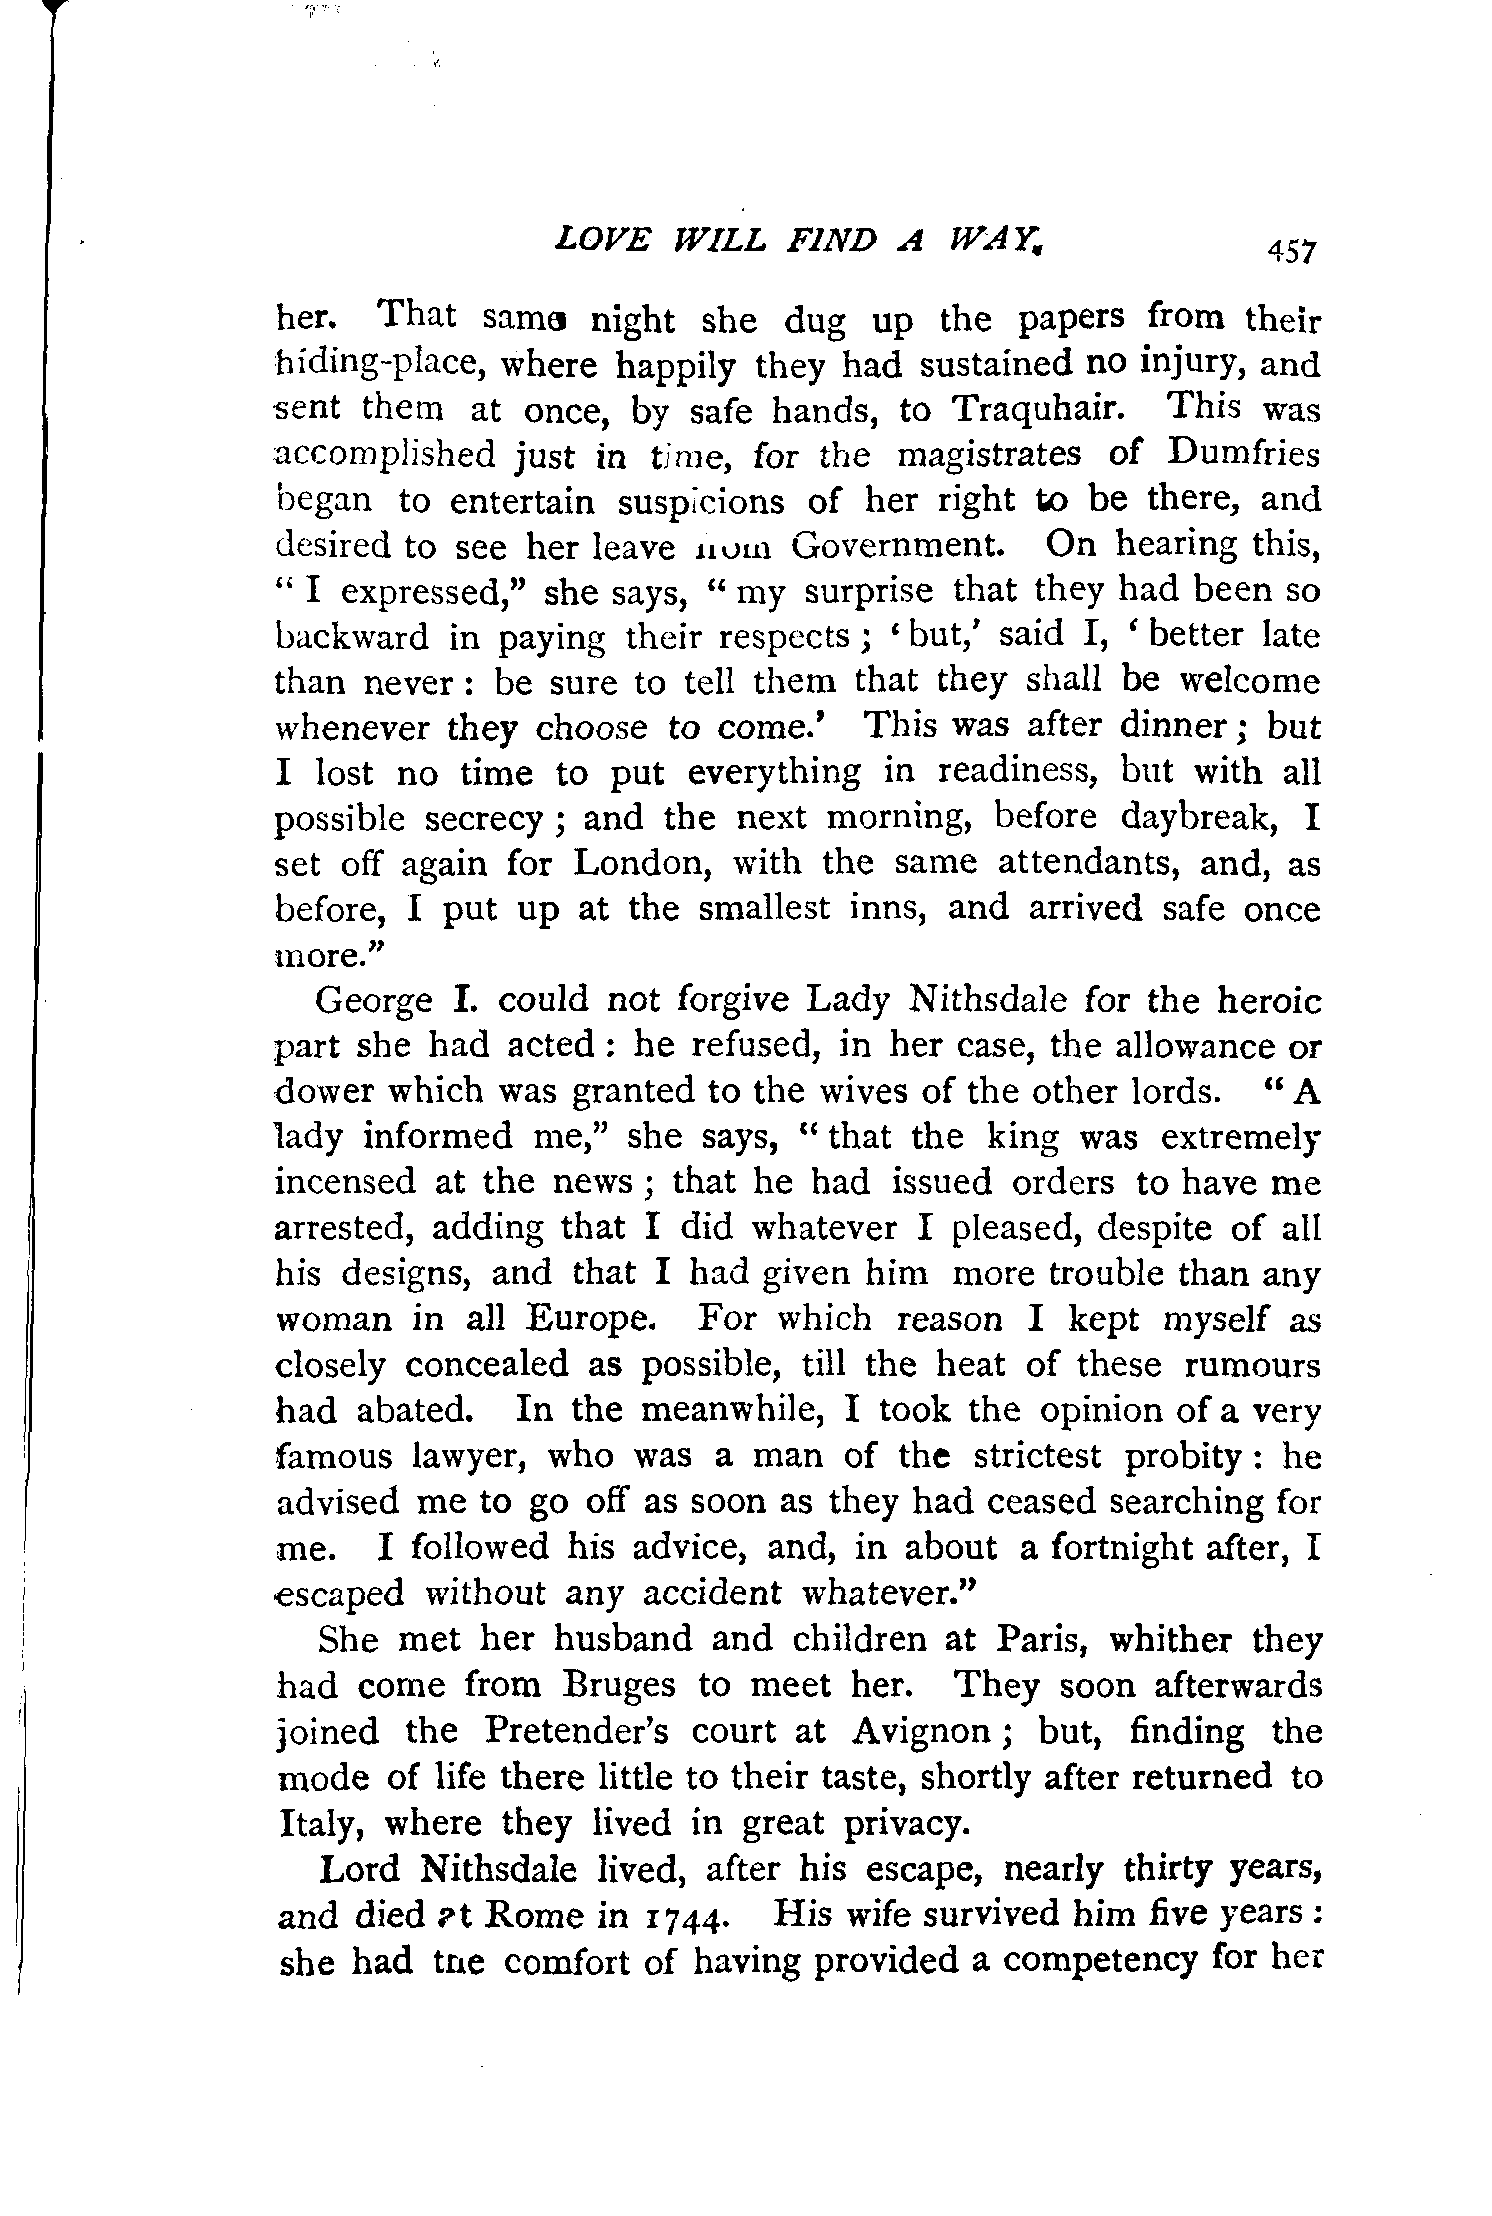 LOVE WILL FIND A WAY. 457
her. That same night she dug up the papers from their
hiding-place, where happily they had sustained no injury, and
sent them at once, by safe hands, to Traquhair. This was
accomplished just in time, for the magistrates of Dumfries
began to entertain suspicions of her right to be there, and
desired to see her leave from Government. On hearing this,
“ I expressed,” she says, “ my surprise that they had been so
backward in paying their respects ; ‘ but,’ said I, ‘ better late
than never : be sure to tell them that they shall be welcome
whenever they choose to come.’ This was after dinner ; but
I lost no time to put everything in readiness, but with all
possible secrecy ; and the next morning, before daybreak, I
set off again for London, with the same attendants, and, as
before, I put up at the smallest inns, and arrived safe once
more.”
George I. could not forgive Lady Nithsdale for the heroic
part she had acted : he refused, in her case, the allowance or
dower which was granted to the wives of the other lords. “ A
lady informed me,” she says, “ that the king was extremely
incensed at the news ; that he had issued orders to have me
arrested, adding that I did whatever I pleased, despite of all
his designs, and that I had given him more trouble than any
woman in all Europe. For which reason I kept myself as
closely concealed as possible, till the heat of these rumours
had abated. In the meanwhile, I took the opinion of a very
famous lawyer, who was a man of the strictest probity : he
advised me to go off as soon as they had ceased searching for
me. I followed his advice, and, in about a fortnight after, I
escaped without any accident whatever.”
She met her husband and children at Paris, whither they
had come from Bruges to meet her. They soon afterwards
joined the Pretender’s court at Avignon ; but, finding the
mode of life there little to their taste, shortly after returned to
Italy, where they lived in great privacy.
Lord Nithsdale lived, after his escape, nearly thirty years,
and died at Rome in 1744. His wife survived him five years :
she had the comfort of having provided a competency for her